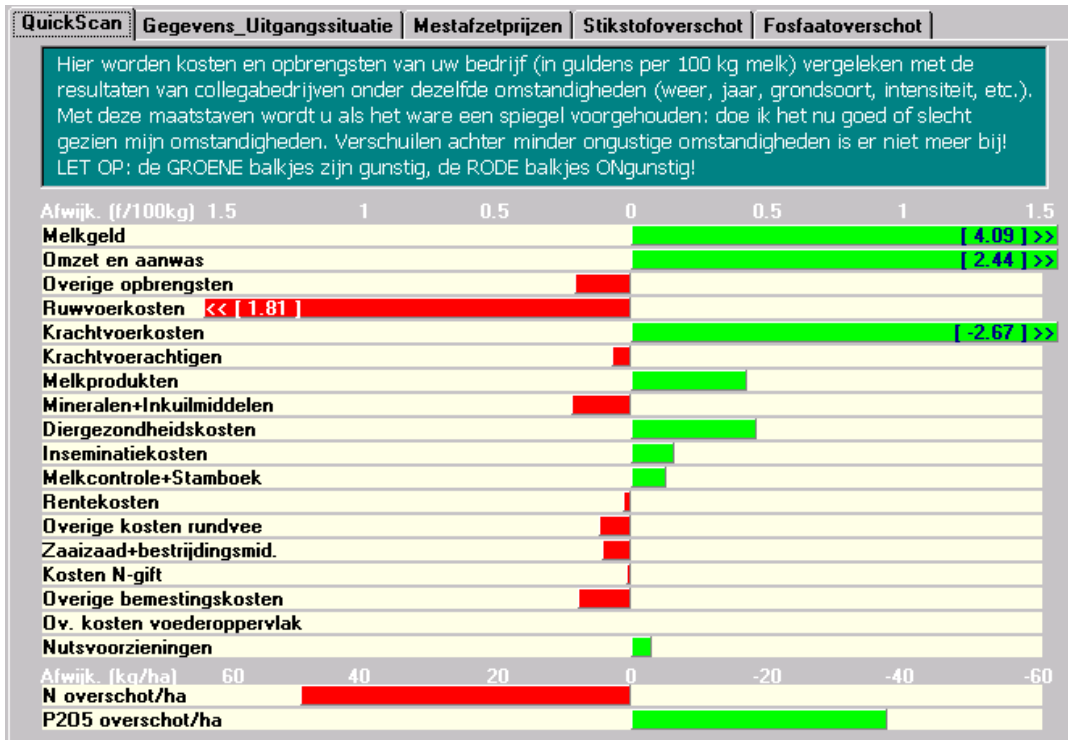 QuickScan Gegevens_Uitgangssituatie Mestafzetprijzen Stikstofoverschot Fosfaatoverschot
Hier worden kosten en opbrengsten van uw bedrijf (in guldens per 100 kg melk) vergeleken met de
resultaten van collegabedrijven onder dezelfde omstandigheden (weer, jaar, grondsoort, intensiteit, etc.).
Met deze maatstaven wordt u als het ware een spiegel voorgehouden: doe ik het nu goed of slecht
gezien mijn omstandigheden. Verschuilen achter minder ongustige omstandigheden is er niet meer bij!
LET OP: de GROENE balkjes zijn gunstig, de RODE balkjes ONgunstig!
Afwijk. (f/100kg) 1.5 1 0.5 0 0.5 1 1.5
Melkgeld [ 4.09 ] >>
Omzet en aanwas [ 2.44 ] >>
Overige opbrengsten
Ruwvoerkosten << [ 1.81 ]
Krachtvoerkosten [ -2.67 ] >>
Krachtvoerachtigen
Melkprodukten
Mineralen+Inkuilmiddelen
Diergezondheidskosten
Inseminatiekosten
Melkcontrole+Stamboek
Rentekosten
Overige kosten rundvee
Zaaizaad+bestrijdingsmid.
Kosten N-gift
Overige bemestingskosten
Ov. kosten voederoppervlak
Nutsvoorzieningen
Afwijk. (kg/ha) 60 40 20 0 -20 -40 -60
N overschot/ha
P2O5 overschot/ha